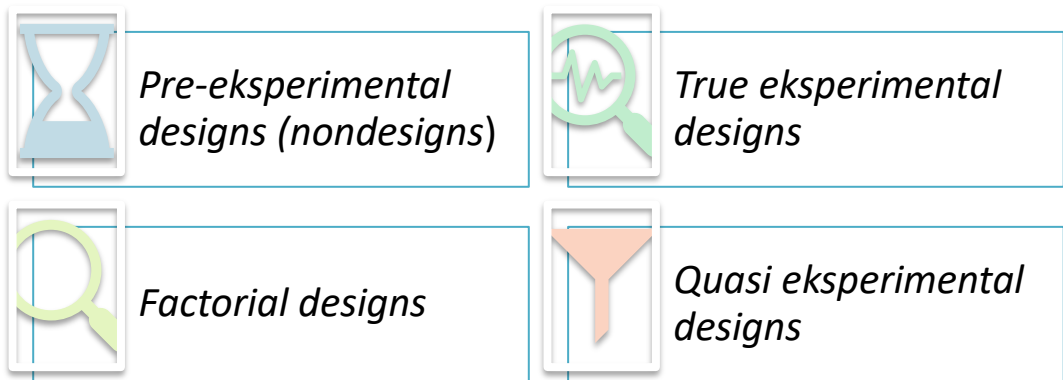 Pre-eksperimental
designs (nondesigns)
True eksperimental
designs
Factorial designs
Quasi eksperimental
designs